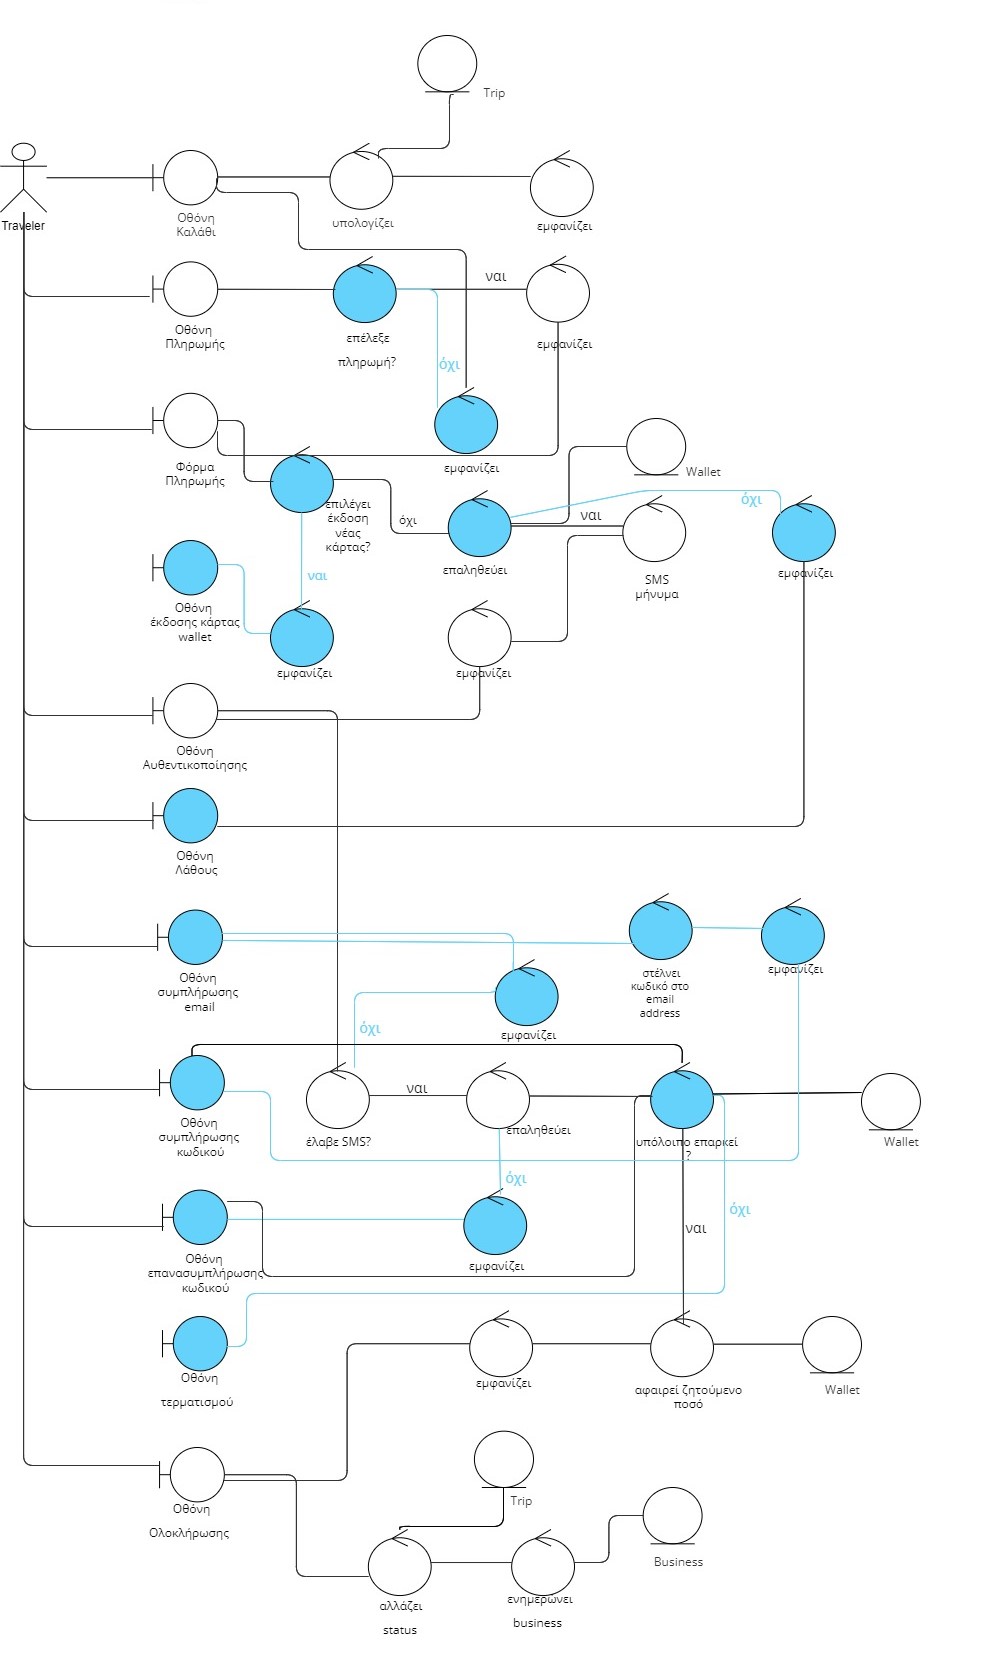 Trip
Traveler
Οθόνη
Καλάθι
υπολογίζει
εμφανίζει
ναι
Οθόνη
Πληρωμής
επέλεξε
πληρωμή?
εμφανίζει
όχι
Φόρμα
Πληρωμής
εμφανίζει
Wallet
επιλέγει
έκδοση
νέας
κάρτας?
όχι
ναι
όχι
επαληθεύει
SMS
μήνυμα
εμφανίζει
ναι
Οθόνη
έκδοσης κάρτας
wallet
εμφανίζει
εμφανίζει
Οθόνη
Αυθεντικοποίησης
Οθόνη
Λάθους
Οθόνη
συμπλήρωσης
email
στέλνει
κωδικό στο
email
address
εμφανίζει
όχι
εμφανίζει
ναι
Οθόνη
συμπλήρωσης
κωδικού
έλαβε SMS?
επαληθεύει
υπόλοιπο επαρκεί
?
Wallet
όχι
όχι
ναι
Οθόνη
επανασυμπλήρωσης
κωδικού
εμφανίζει
Οθόνη
τερματισμού
εμφανίζει
αφαιρεί ζητούμενο
ποσό
Wallet
Οθόνη
Ολοκλήρωσης
Trip
Business
αλλάζει
status
ενημερώνει
business